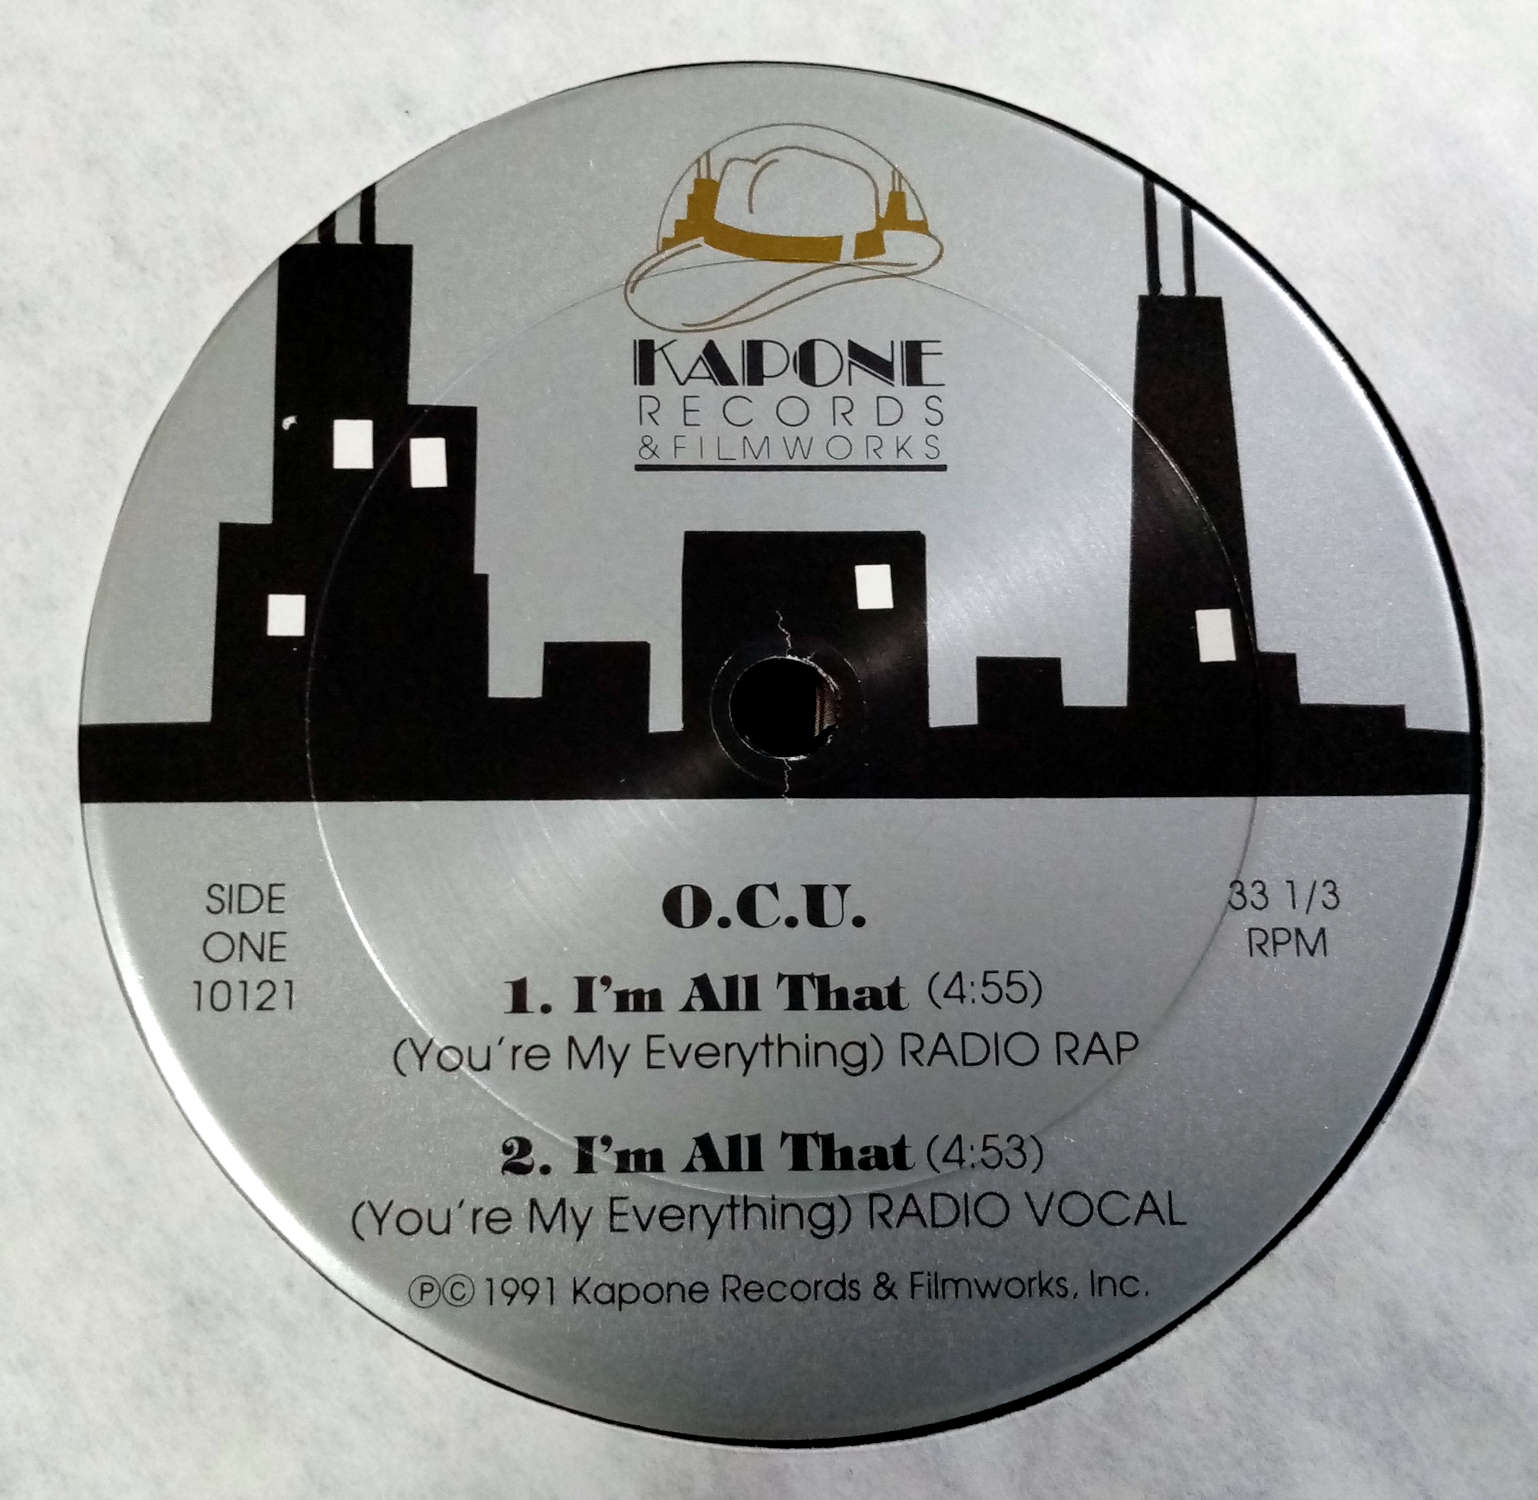 KAPONE
RECORDS
& FILMWORKS
SIDE
ONE
10121
33 1/3
RPM
O.C.U.
1. I'm All That (4:55)
(You're My Everything) RADIO RAP
2. I'm All That (4:53)
(You're My Everything) RADIO VOCAL
℗© 1991 Kapone Records & Filmworks, Inc.